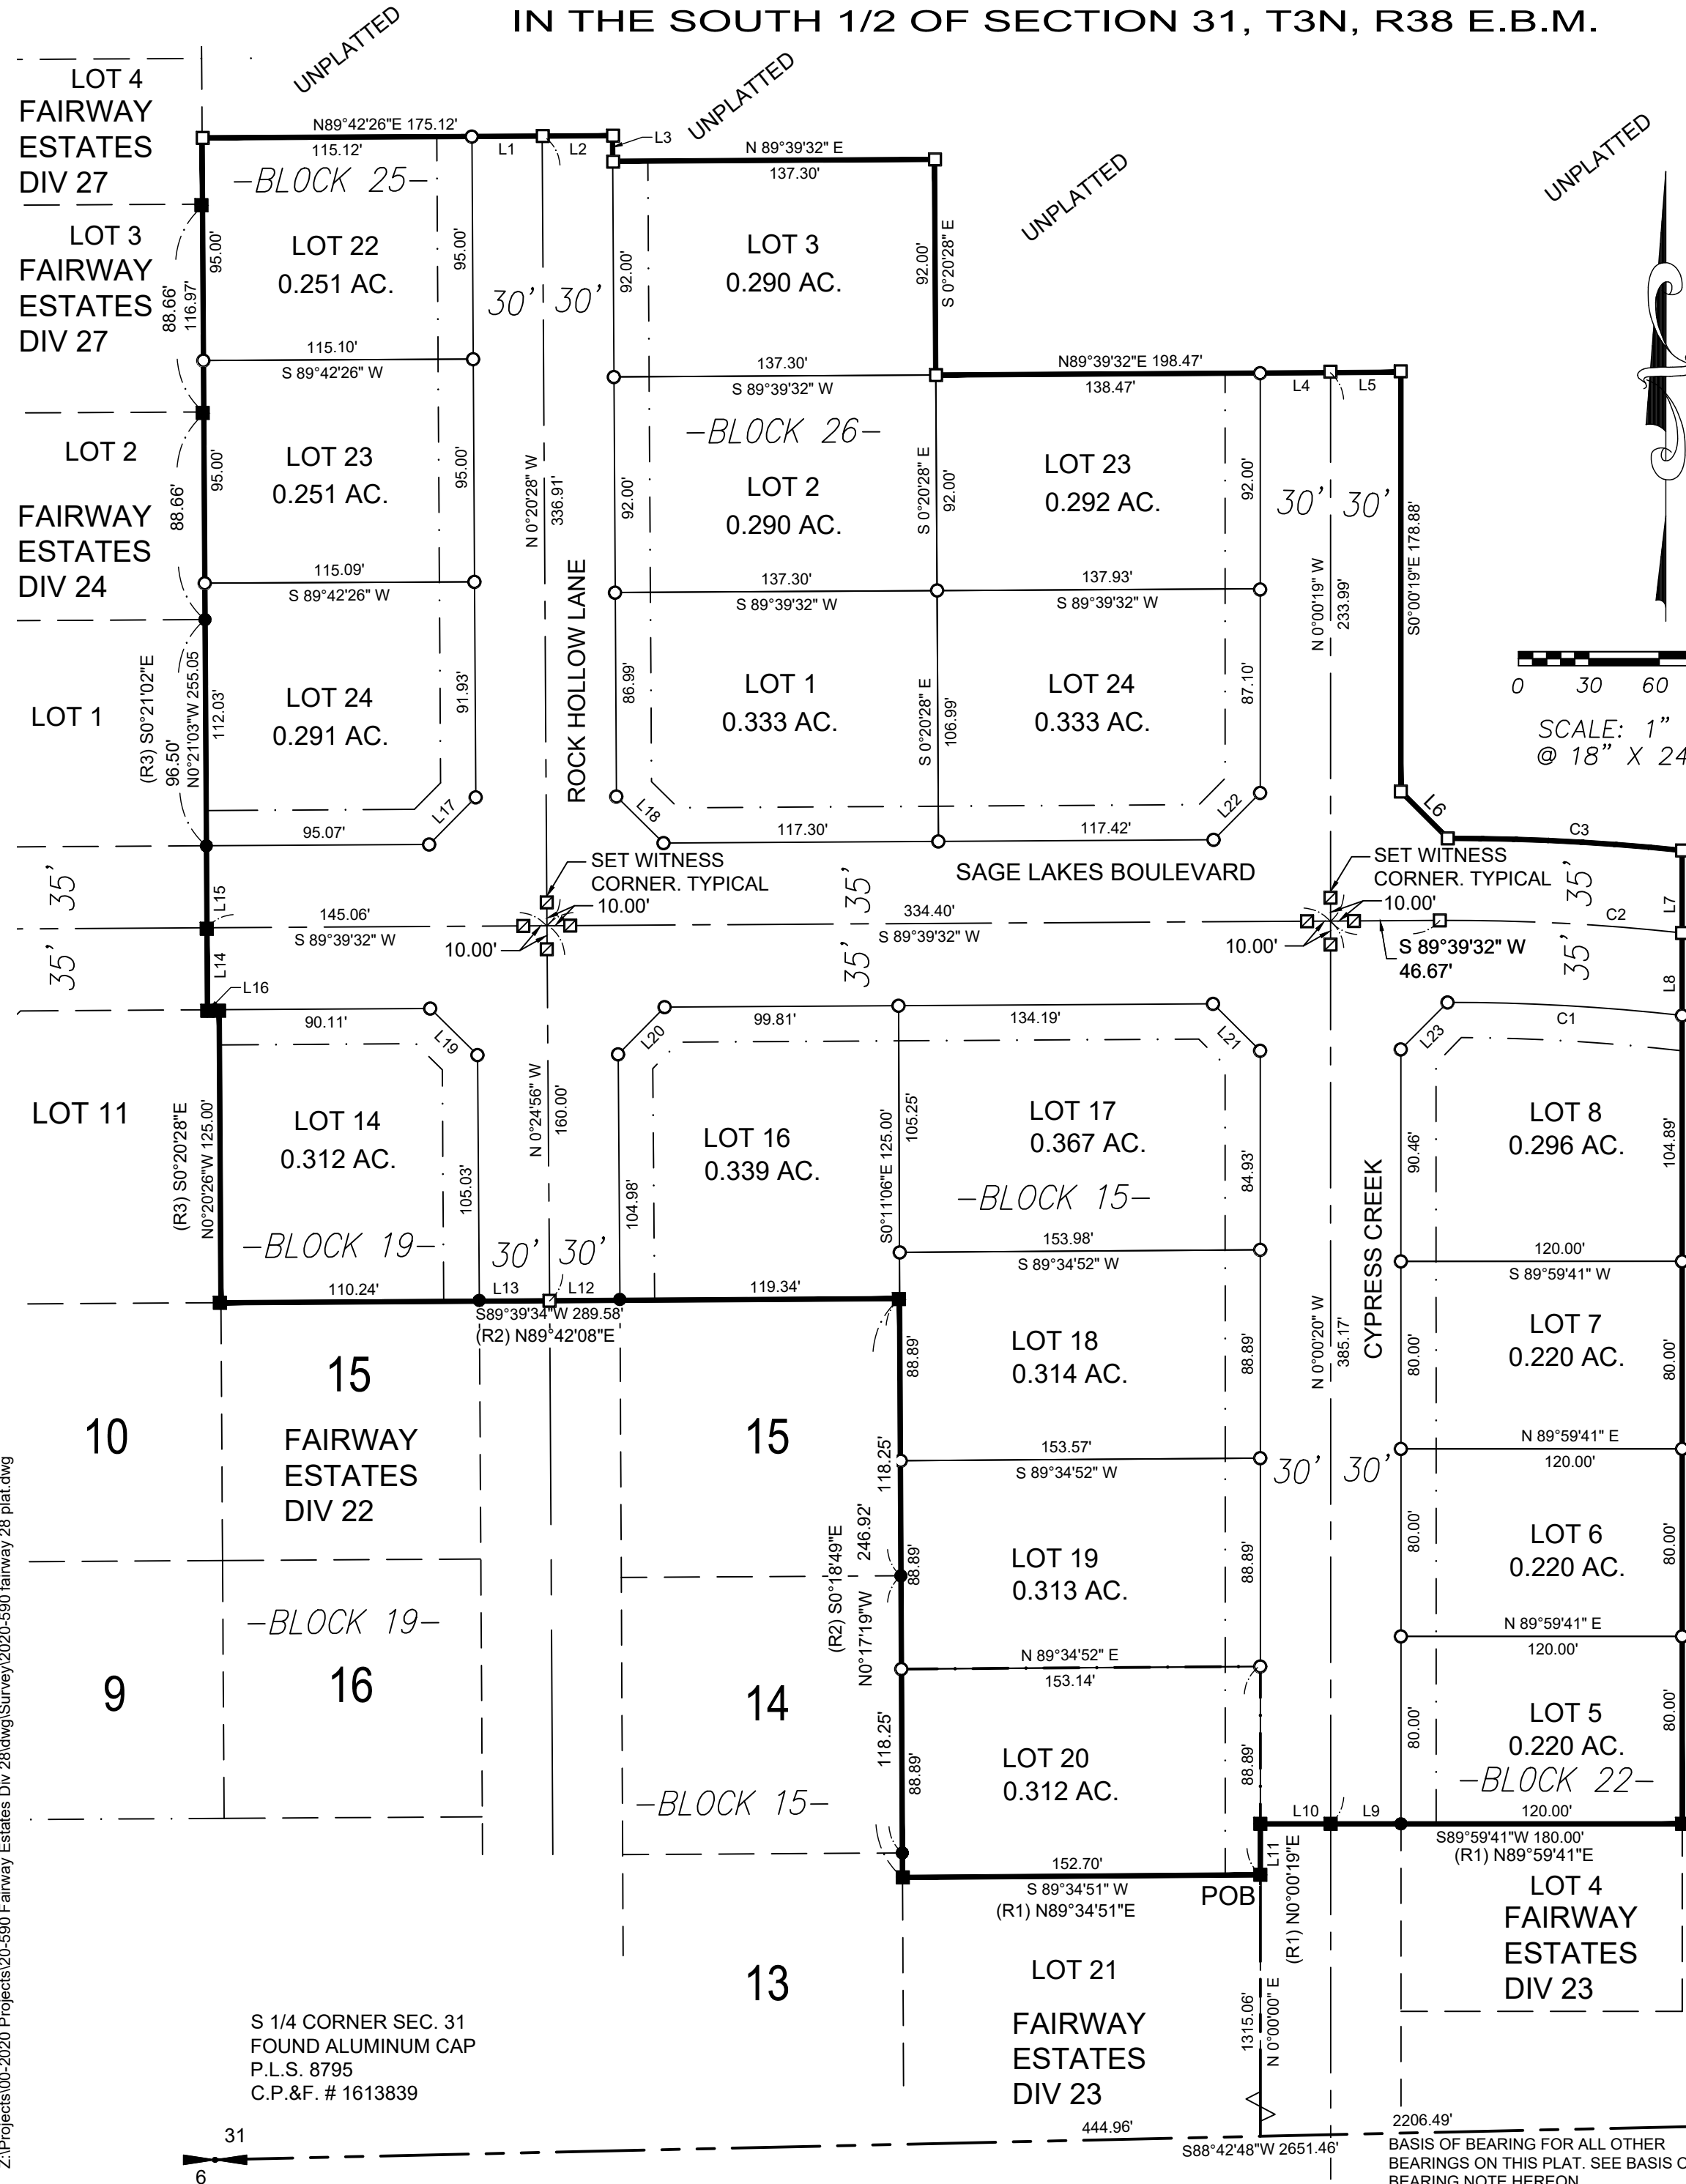 IN THE SOUTH 1/2 OF SECTION 31, T3N, R38 E.B.M.
UNPLATTED
UNPLATTED
UNPLATTED
UNPLATTED
LOT 4
FAIRWAY
ESTATES
DIV 27
LOT 3
FAIRWAY
ESTATES
DIV 27
LOT 2
FAIRWAY
ESTATES
DIV 24
LOT 1
LOT 11
N89°42'26"E 175.12'
115.12'
L1
L2
L3
-BLOCK 25-
LOT 22
0.251 AC.
95.00'
95.00'
88.66'
116.97'
115.10'
S 89°42'26" W
LOT 23
0.251 AC.
95.00'
95.00'
88.66'
115.09'
S 89°42'26" W
LOT 24
0.291 AC.
91.93'
112.03'
N0°21'03"W 255.05
96.50'
(R3) S0°21'02"E
L17
95.07'
30' 30'
N 0°20'28" W
336.91'
ROCK HOLLOW LANE
N 89°39'32" E
137.30'
LOT 3
0.290 AC.
92.00'
92.00'
S 0°20'28" E
137.30'
S 89°39'32" W
-BLOCK 26-
LOT 2
0.290 AC.
92.00'
S 0°20'28" E
92.00'
137.30'
S 89°39'32" W
LOT 1
0.333 AC.
86.99'
S 0°20'28" E
106.99'
L18
117.30'
N89°39'32"E 198.47'
138.47'
L4
L5
LOT 23
0.292 AC.
92.00'
137.93'
S 89°39'32" W
LOT 24
0.333 AC.
87.10'
L22
117.42'
30' 30'
N 0°00'19" W
233.99'
S0°00'19"E 178.88'
L6
C3
0 30 60
SCALE: 1"
@ 18" X 24
SET WITNESS
CORNER. TYPICAL
10.00'
10.00'
SAGE LAKES BOULEVARD
SET WITNESS
CORNER. TYPICAL
10.00'
10.00'
35'
35'
L15
L14
L16
145.06'
S 89°39'32" W
35'
35'
334.40'
S 89°39'32" W
S 89°39'32" W
46.67'
35'
35'
C2
L7
L8
C1
90.11'
L19
L20
99.81'
134.19'
L21
L23
LOT 14
0.312 AC.
105.03'
(R3) S0°20'28"E
N0°20'26"W 125.00'
-BLOCK 19-
110.24'
N 0°24'56" W
160.00'
30' 30'
L13
L12
S89°39'34"W 289.58'
(R2) N89°42'08"E
LOT 16
0.339 AC.
104.98'
119.34'
S0°11'06"E 125.00'
105.25'
LOT 17
0.367 AC.
-BLOCK 15-
84.93'
153.98'
S 89°34'52" W
LOT 18
0.314 AC.
88.89'
88.89'
153.57'
S 89°34'52" W
118.25'
LOT 19
0.313 AC.
88.89'
88.89'
(R2) S0°18'49"E
N0°17'19"W
246.92'
N 89°34'52" E
153.14'
LOT 20
0.312 AC.
88.89'
88.89'
118.25'
152.70'
S 89°34'51" W
(R1) N89°34'51"E
POB
CYPRESS CREEK
N 0°00'20" W
385.17'
30' 30'
LOT 8
0.296 AC.
90.46'
104.89'
120.00'
S 89°59'41" W
LOT 7
0.220 AC.
80.00'
80.00'
N 89°59'41" E
120.00'
LOT 6
0.220 AC.
80.00'
80.00'
N 89°59'41" E
120.00'
LOT 5
0.220 AC.
80.00'
80.00'
-BLOCK 22-
L10
L9
120.00'
S89°59'41"W 180.00'
(R1) N89°59'41"E
L11
(R1) N0°00'19"E
LOT 4
FAIRWAY
ESTATES
DIV 23
10
15
FAIRWAY
ESTATES
DIV 22
15
-BLOCK 19-
9
16
14
-BLOCK 15-
13
LOT 21
FAIRWAY
ESTATES
DIV 23
1315.06'
N 0°00'00" E
S 1/4 CORNER SEC. 31
FOUND ALUMINUM CAP
P.L.S. 8795
C.P.&F. # 1613839
31
6
444.96'
2206.49'
S88°42'48"W 2651.46'
BASIS OF BEARING FOR ALL OTHER
BEARINGS ON THIS PLAT. SEE BASIS O
BEARING NOTE HEREON
Z:\Projects\00-2020 Projects\20-590 Fairway Estates Div 28\dwg\Survey\2020-590 fairway 28 plat.dwg